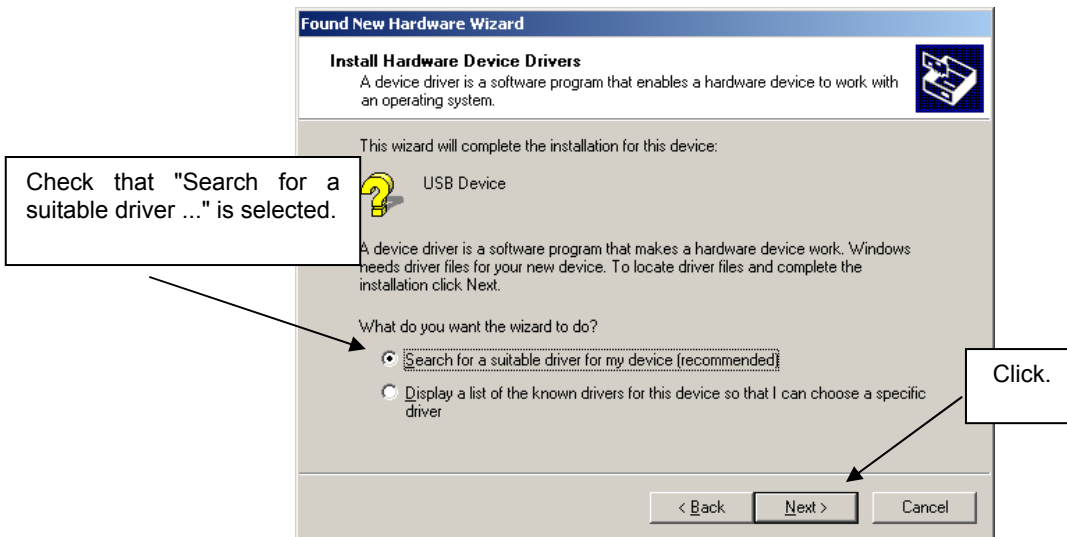 Found New Hardware Wizard
Install Hardware Device Drivers
A device driver is a software program that enables a hardware device to work with
an operating system.
This wizard will complete the installation for this device:
USB Device
Check that "Search for a
suitable driver ..." is selected.
A device driver is a software program that makes a hardware device work. Windows
needs driver files for your new device. To locate driver files and complete the
installation click Next.
What do you want the wizard to do?
Search for a suitable driver for my device (recommended)
Display a list of the known drivers for this device so that I can choose a specific
driver
Click.
< Back
Next >
Cancel